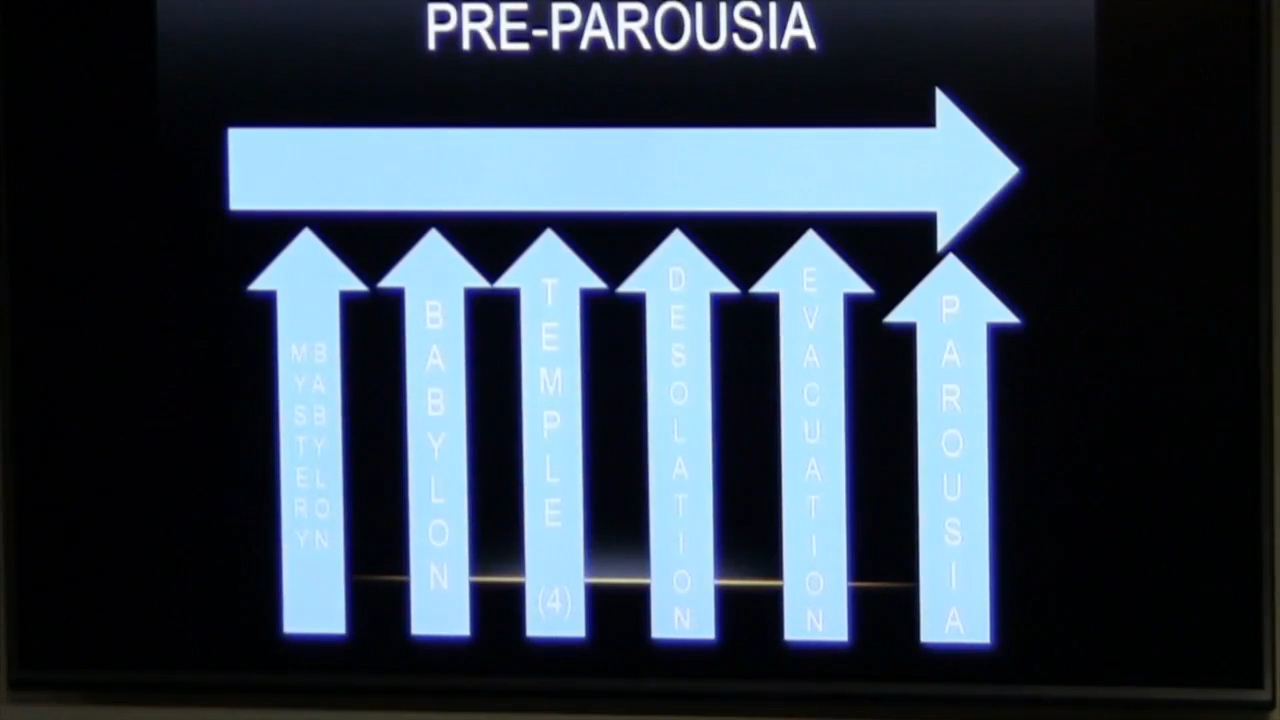 PRE-PAROUSIA
MYSTERY
BABYLON
BABYLON
TEMPLE
(4)
DESOLATION
EVACUATION
PAROUSIA